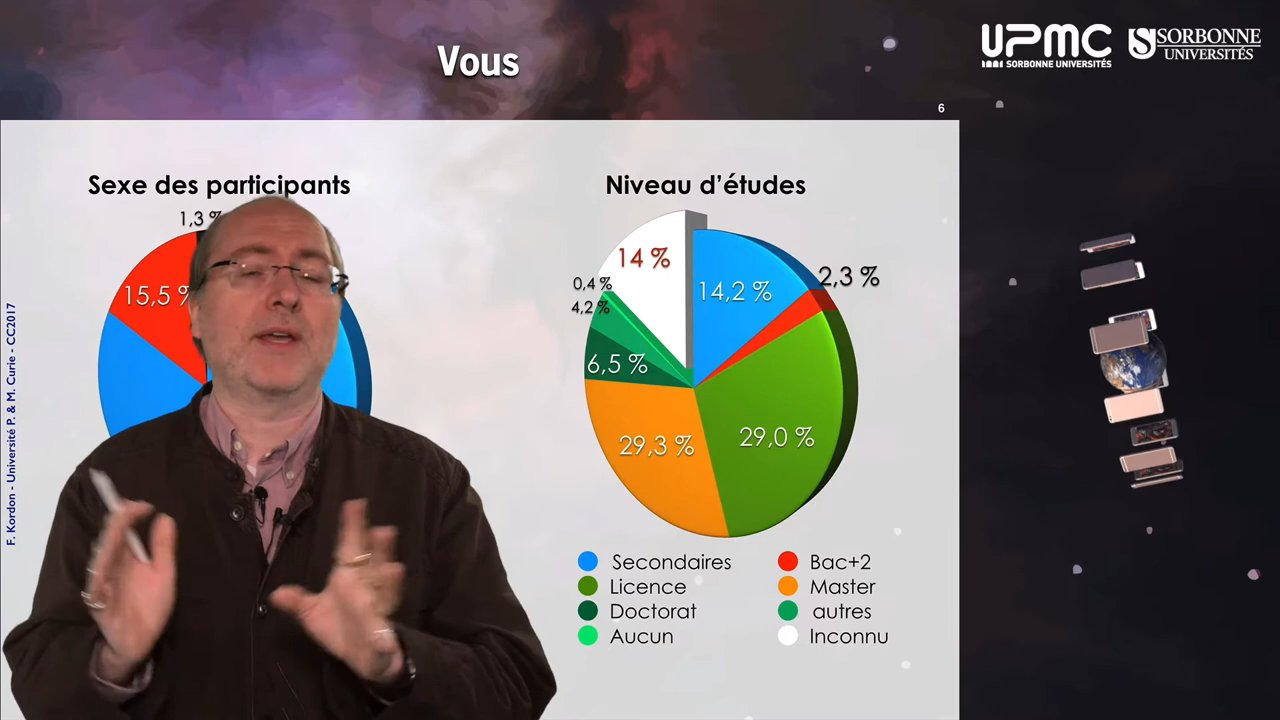 Vous
UPMC
SORBONNE UNIVERSITÉS
SORBONNE
UNIVERSITÉS
6
Sexe des participants
1,3 %
15,5 %
Niveau d'études
14 %
0,4 %
4,2 %
6,5 %
14,2 %
2,3 %
29,3 %
29,0 %
Secondaires
Bac+2
Licence
Master
Doctorat
autres
Aucun
Inconnu
F. Kordon - Université P. & M. Curie - CC2017